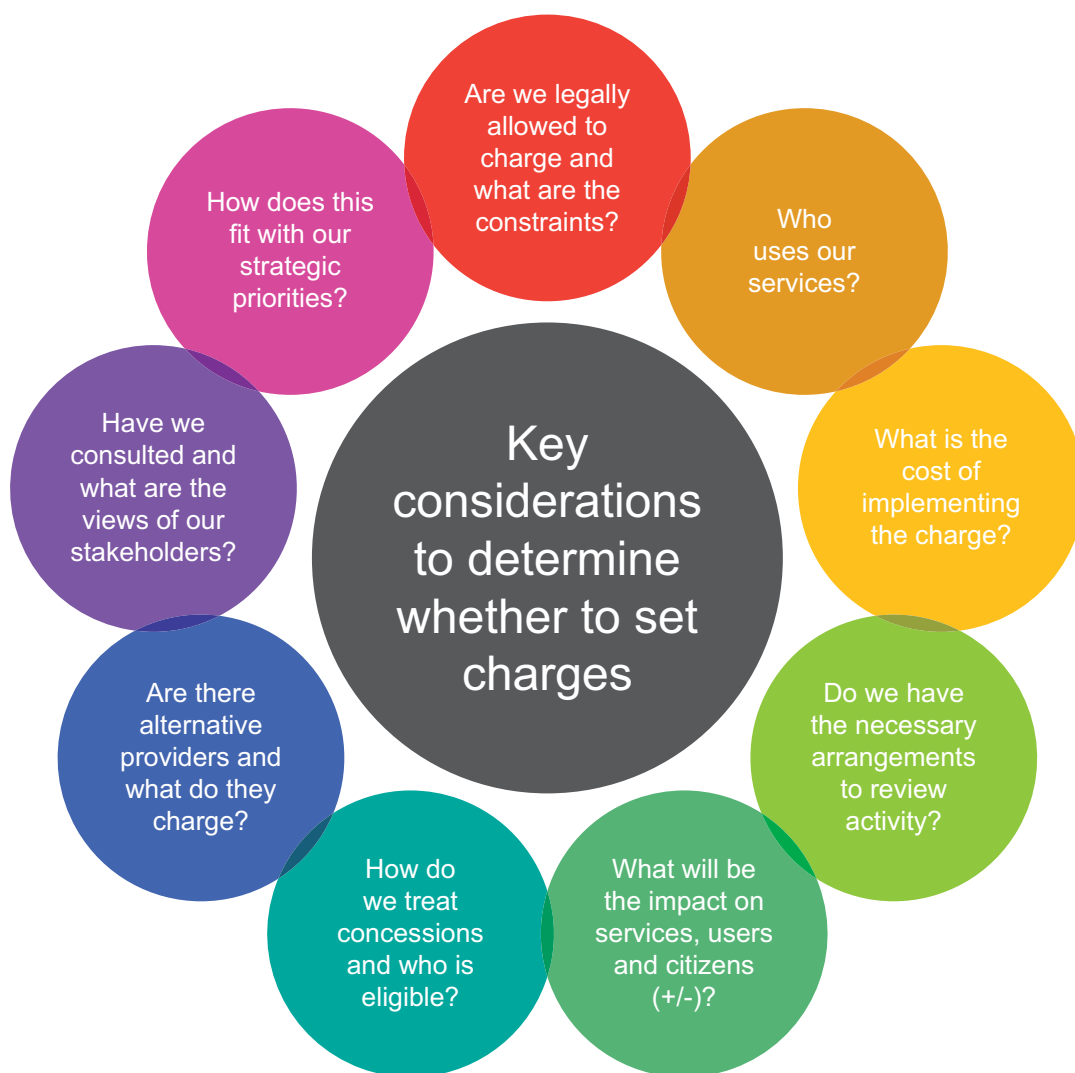 Are we legally
allowed to
charge and
what are the
constraints?
Who
uses our
services?
What is the
cost of
implementing
the charge?
Do we have
the necessary
arrangements
to review
activity?
What will be
the impact on
services, users
and citizens
(+/-)?
How do
we treat
concessions
and who is
eligible?
Are there
alternative
providers and
what do they
charge?
Have we
consulted and
what are the
views of our
stakeholders?
How does this
fit with our
strategic
priorities?
Key
considerations
to determine
whether to set
charges